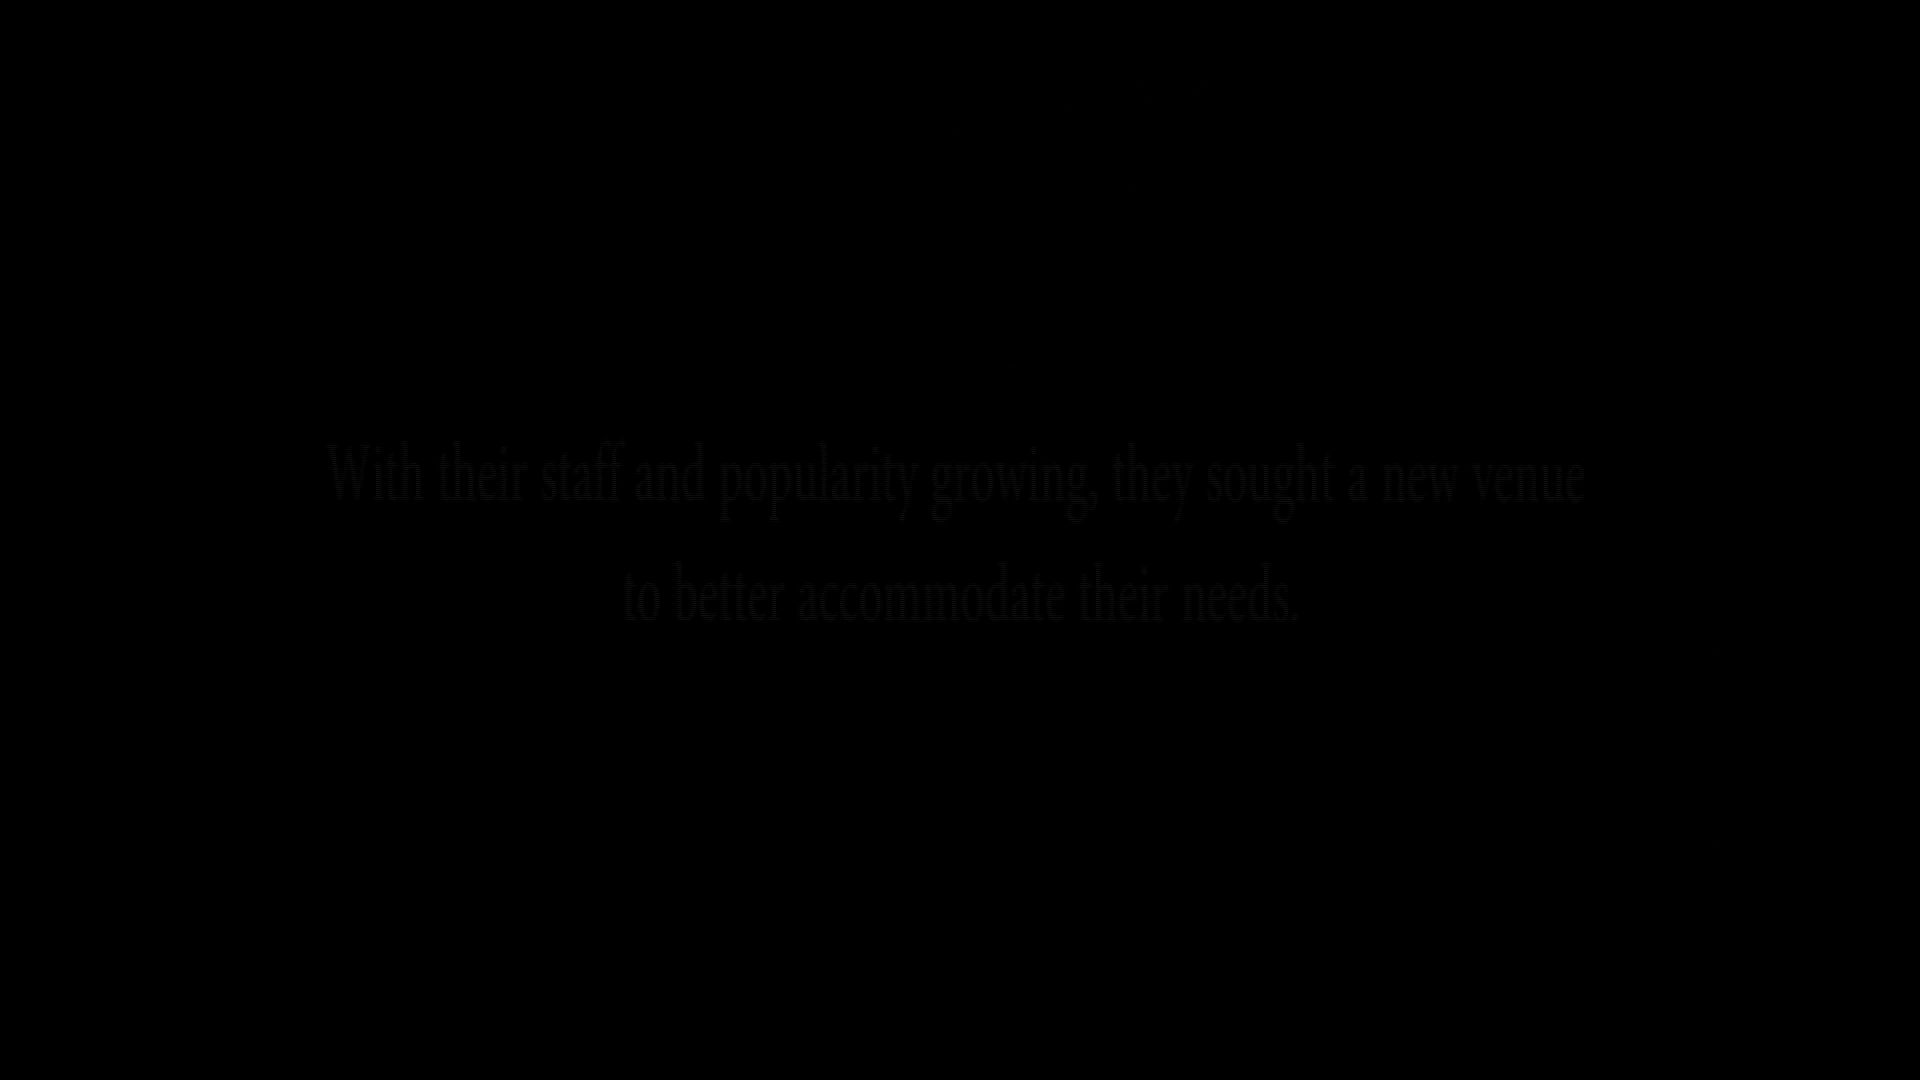 With their staff and popularity growing, they sought a new venue
to better accommodate their needs.